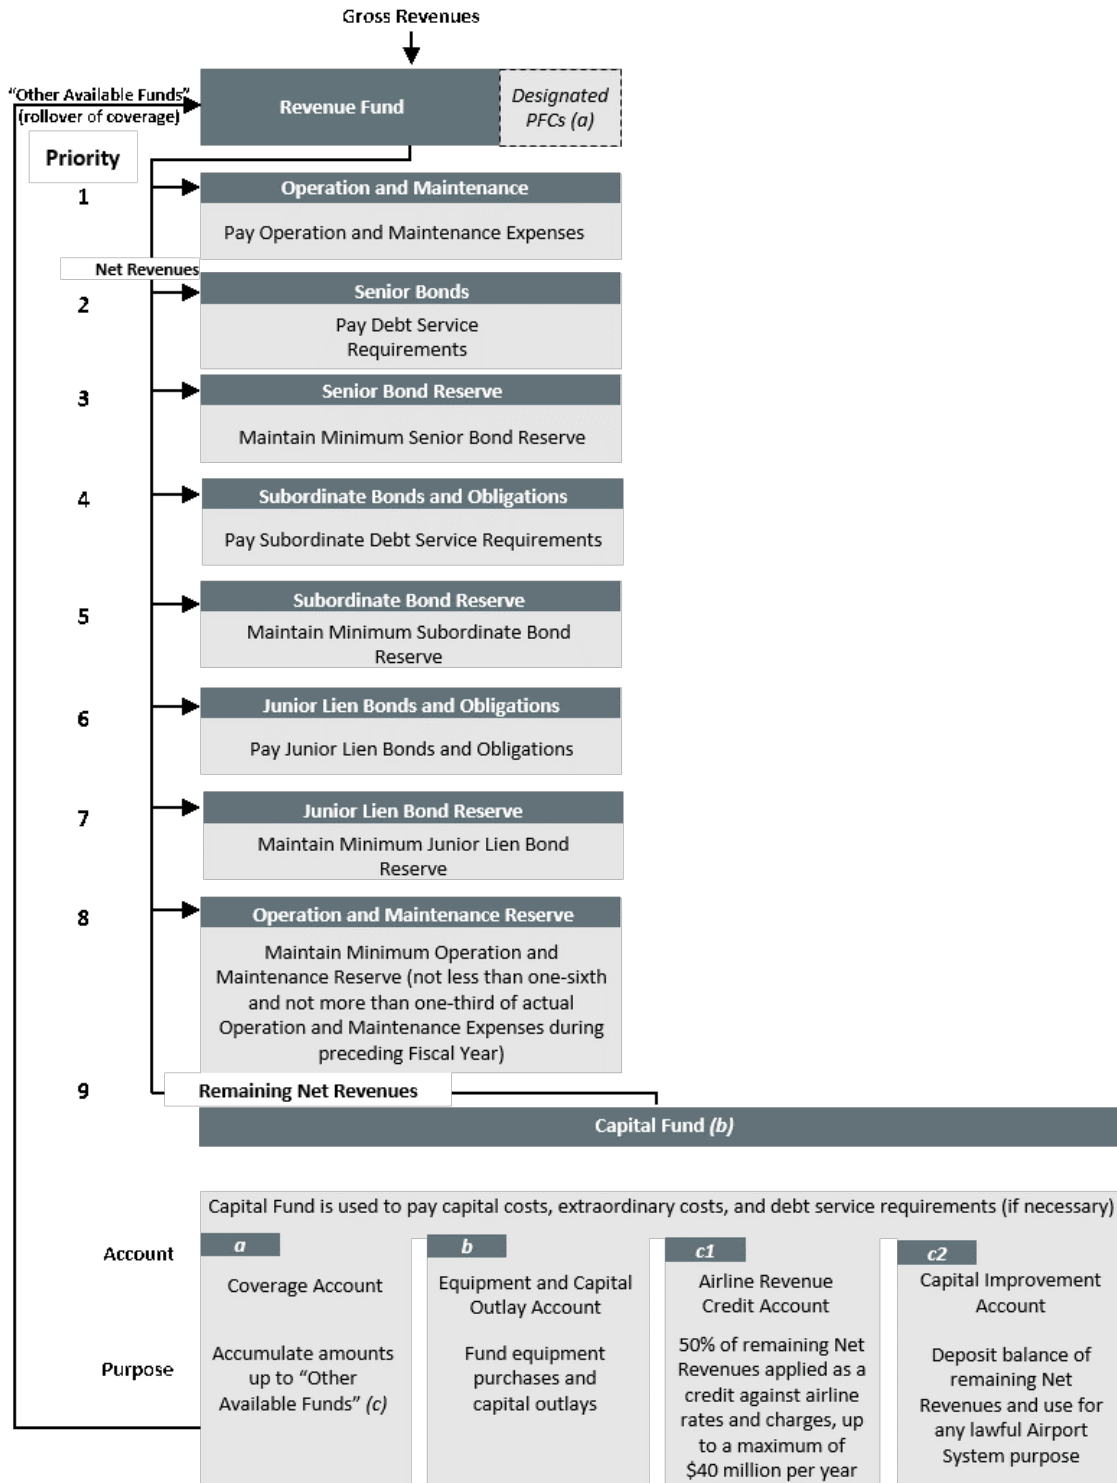 Gross Revenues
"Other Available Funds"
(rollover of coverage)
Revenue Fund
Designated
PFCs (a)
Priority
1
Operation and Maintenance
Pay Operation and Maintenance Expenses
Net Revenues
2
Senior Bonds
Pay Debt Service
Requirements
3
Senior Bond Reserve
Maintain Minimum Senior Bond Reserve
4
Subordinate Bonds and Obligations
Pay Subordinate Debt Service Requirements
5
Subordinate Bond Reserve
Maintain Minimum Subordinate Bond
Reserve
6
Junior Lien Bonds and Obligations
Pay Junior Lien Bonds and Obligations
7
Junior Lien Bond Reserve
Maintain Minimum Junior Lien Bond
Reserve
8
Operation and Maintenance Reserve
Maintain Minimum Operation and
Maintenance Reserve (not less than one-sixth
and not more than one-third of actual
Operation and Maintenance Expenses during
preceding Fiscal Year)
9
Remaining Net Revenues
Capital Fund (b)
Capital Fund is used to pay capital costs, extraordinary costs, and debt service requirements (if necessary)
Account
Purpose
a
Coverage Account
Accumulate amounts
up to "Other
Available Funds" (c)
b
Equipment and Capital
Outlay Account
Fund equipment
purchases and
capital outlays
c1
Airline Revenue
Credit Account
50% of remaining Net
Revenues applied as a
credit against airline
rates and charges, up
to a maximum of
$40 million per year
c2
Capital Improvement
Account
Deposit balance of
remaining Net
Revenues and use for
any lawful Airport
System purpose